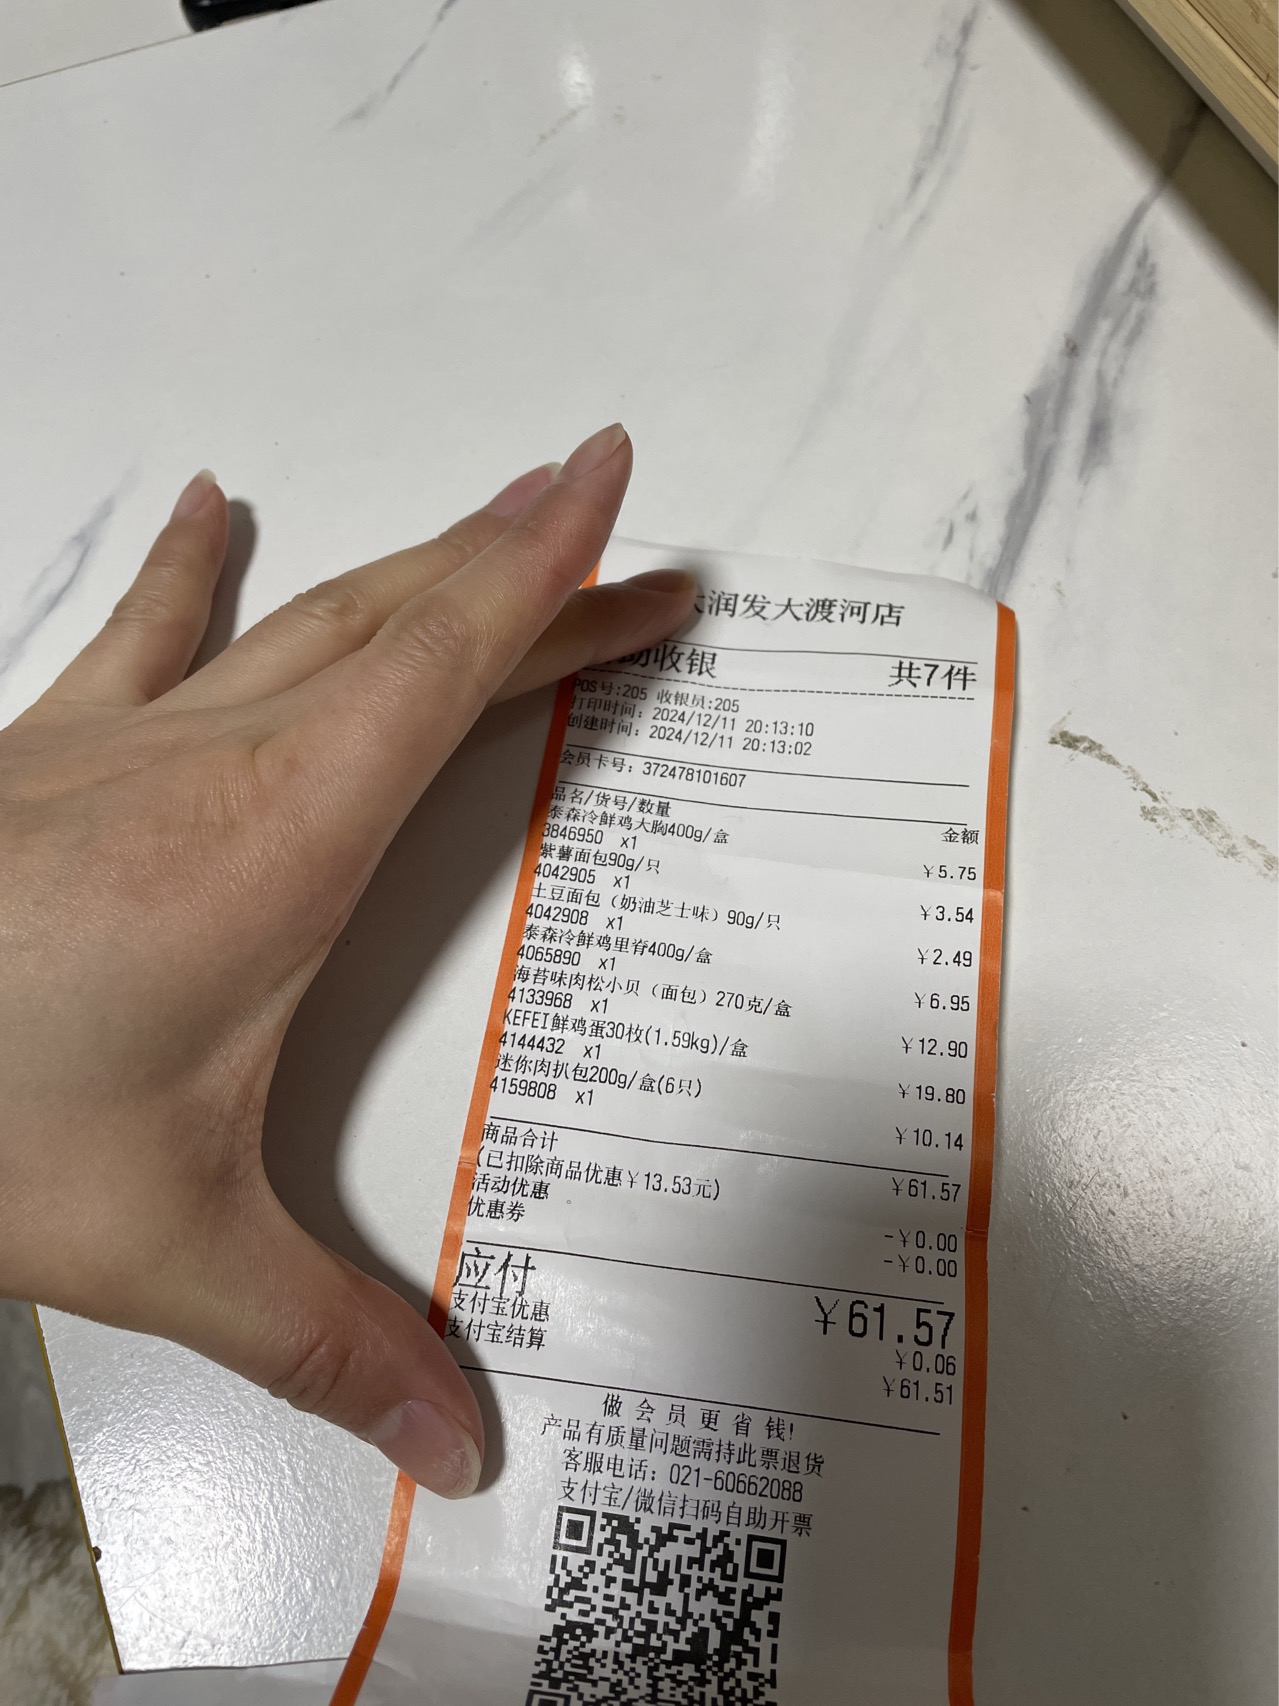 大润发大渡河店
助收银 共7件
POS号:205 收银员:205
打印时间: 2024/12/11 20:13:10
创建时间: 2024/12/11 20:13:02
会员卡号: 372478101607
品名/货号/数量 金额
泰森冷鲜鸡大胸400g/盒
3846950 x1 ￥5.75
紫薯面包90g/只
4042905 x1 ￥3.54
土豆面包（奶油芝士味）90g/只
4042908 x1 ￥2.49
泰森冷鲜鸡里脊400g/盒
4065890 x1 ￥6.95
海苔味肉松小贝（面包）270克/盒
4133968 x1 ￥12.90
KEFEI鲜鸡蛋30枚(1.59kg)/盒
4144432 x1 ￥19.80
迷你肉扒包200g/盒(6只)
4159808 x1 ￥10.14
商品合计 ￥61.57
(已扣除商品优惠￥13.53元)
活动优惠 -￥0.00
优惠券 -￥0.00
应付 ￥61.57
支付宝优惠 ￥0.06
支付宝结算 ￥61.51
做会员更省钱!
产品有质量问题需持此票退货
客服电话: 021-60662088
支付宝/微信扫码自助开票